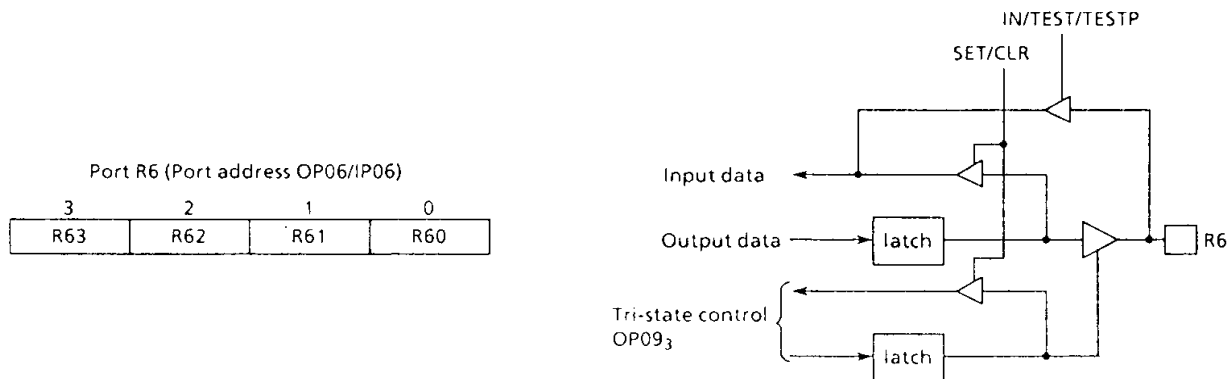 Port R6 (Port address OP06/IP06)
3 2 1 0
R63 R62 R61 R60
IN/TEST/TESTP
SET/CLR
Input data
Output data
latch
R6
Tri-state control
OP09₃
latch